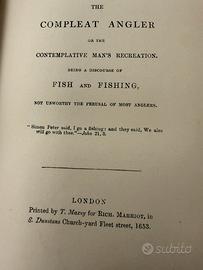 THE
COMPLEAT ANGLER
OR THE
CONTEMPLATIVE MAN'S RECREATION.
BEING A DISCOURSE OF
FISH AND FISHING,
NOT UNWORTHY THE PERUSAL OF MOST ANGLERS.
"Simon Peter said, I go a fishing: and they said, We also
will go with thee."—John 21, 3.
LONDON
Printed by T. Maxey for RICH. MARRIOT, in
S. Dunstans Church-yard Fleet street, 1653.
subito